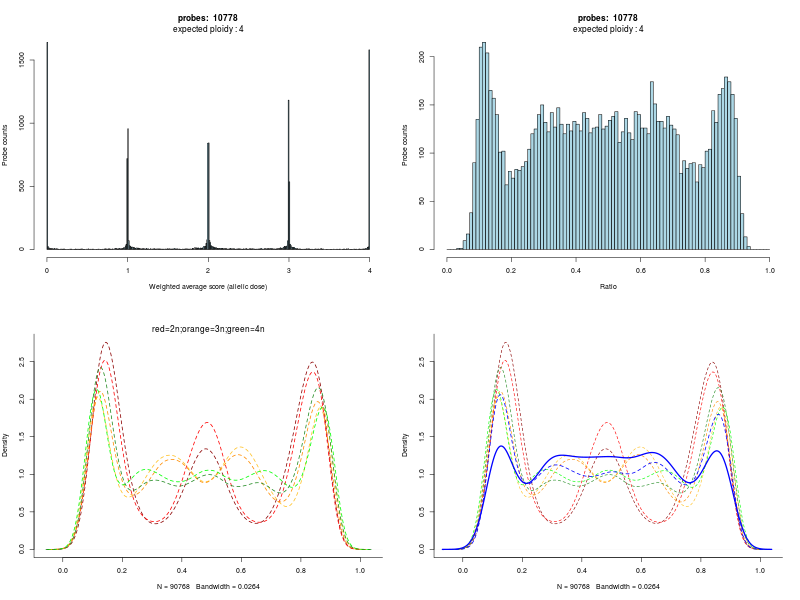 probes: 10778
expected ploidy : 4
Probe counts
1500
1000
500
0
0 1 2 3 4
Weighted average score (allelic dose)
probes: 10778
expected ploidy : 4
Probe counts
200
150
100
50
0
0.0 0.2 0.4 0.6 0.8 1.0
Ratio
red=2n;orange=3n;green=4n
Density
2.5
2.0
1.5
1.0
0.5
0.0
0.0 0.2 0.4 0.6 0.8 1.0
N = 90768 Bandwidth = 0.0264
Density
2.5
2.0
1.5
1.0
0.5
0.0
0.0 0.2 0.4 0.6 0.8 1.0
N = 90768 Bandwidth = 0.0264